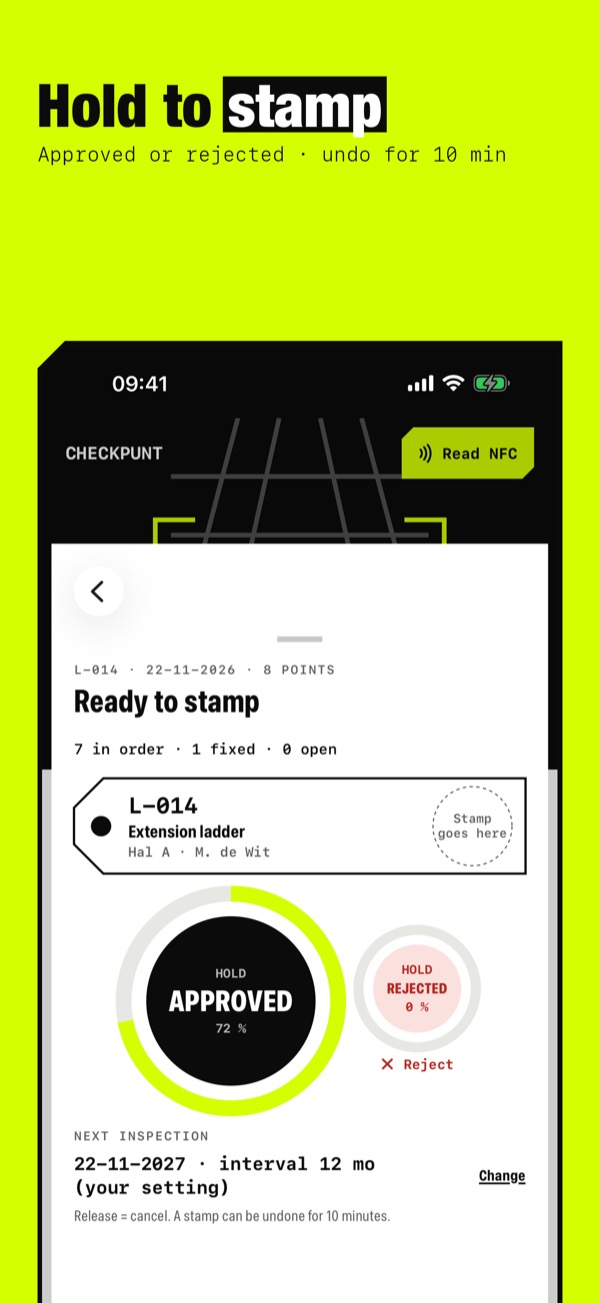 Hold to stamp
Approved or rejected · undo for 10 min
09:41
CHECKPUNT
Read NFC
L-014 · 22-11-2026 · 8 POINTS
Ready to stamp
7 in order · 1 fixed · 0 open
L-014
Extension ladder
Hal A · M. de Wit
Stamp
goes here
HOLD
APPROVED
72 %
HOLD
REJECTED
0 %
✕ Reject
NEXT INSPECTION
22-11-2027 · interval 12 mo
(your setting)
Change
Release = cancel. A stamp can be undone for 10 minutes.